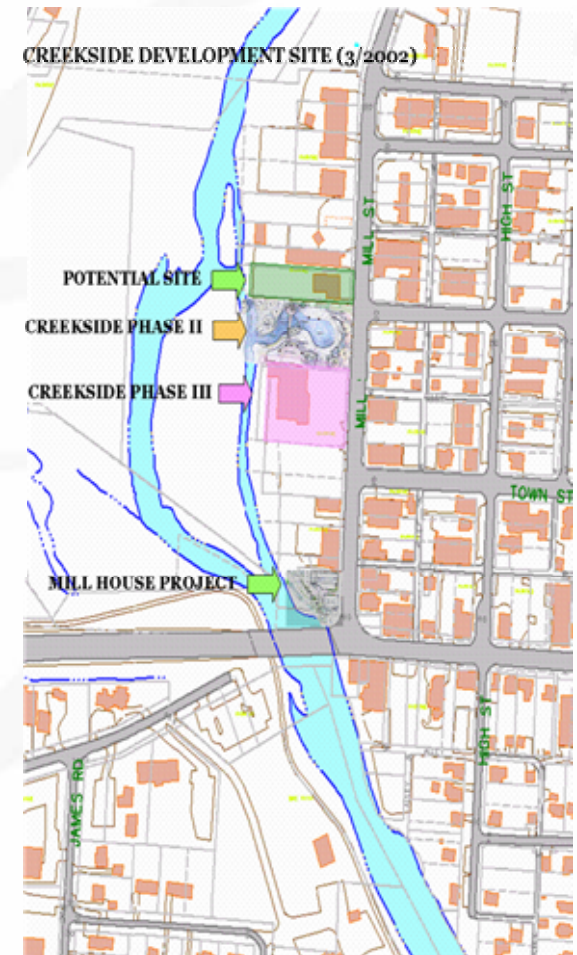 CREEKSIDE DEVELOPMENT SITE (3/2002)
MILL ST
HIGH ST
POTENTIAL SITE
CREEKSIDE PHASE II
CREEKSIDE PHASE III
MILL
TOWN ST
MILL HOUSE PROJECT
HIGH ST
JAMES RD